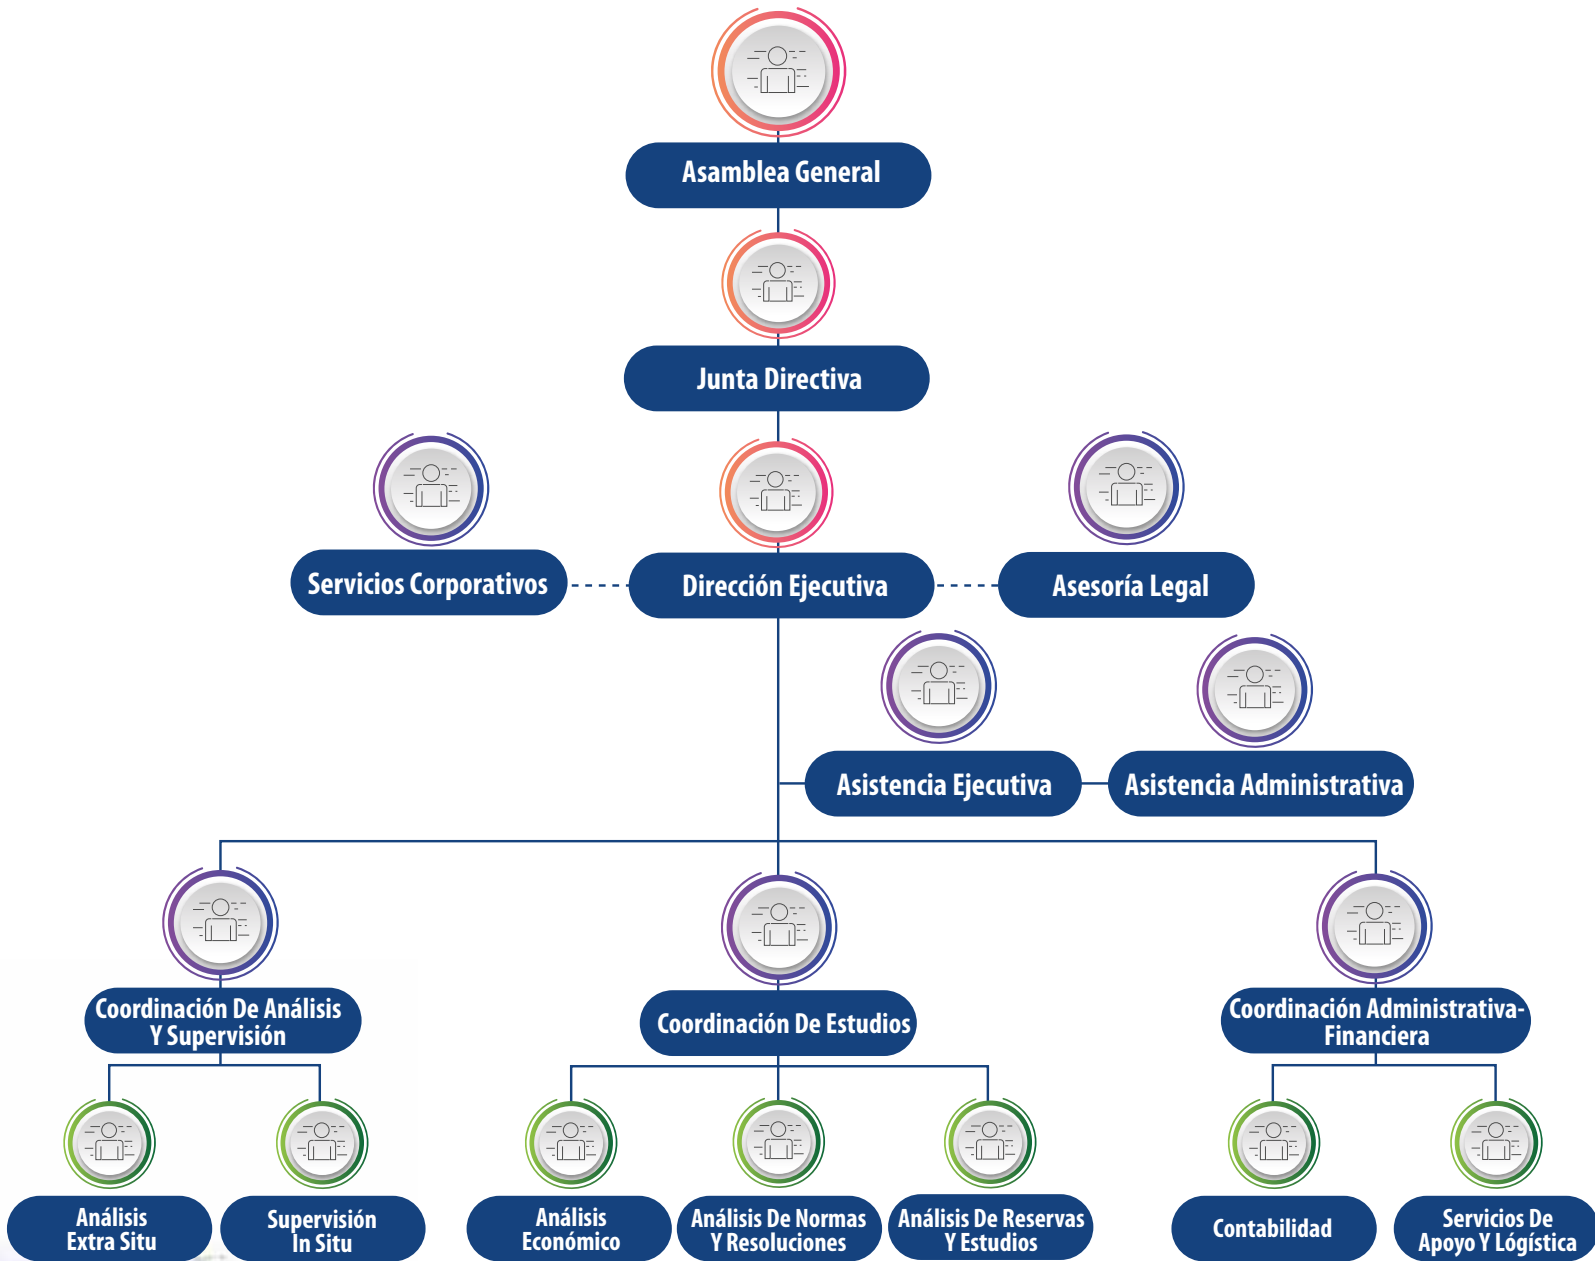 Asamblea General
Junta Directiva
Servicios Corporativos
Dirección Ejecutiva
Asesoría Legal
Asistencia Ejecutiva
Asistencia Administrativa
Coordinación De Análisis
Y Supervisión
Coordinación De Estudios
Coordinación Administrativa-
Financiera
Análisis
Extra Situ
Supervisión
In Situ
Análisis
Económico
Análisis De Normas
Y Resoluciones
Análisis De Reservas
Y Estudios
Contabilidad
Servicios De
Apoyo Y Lógística